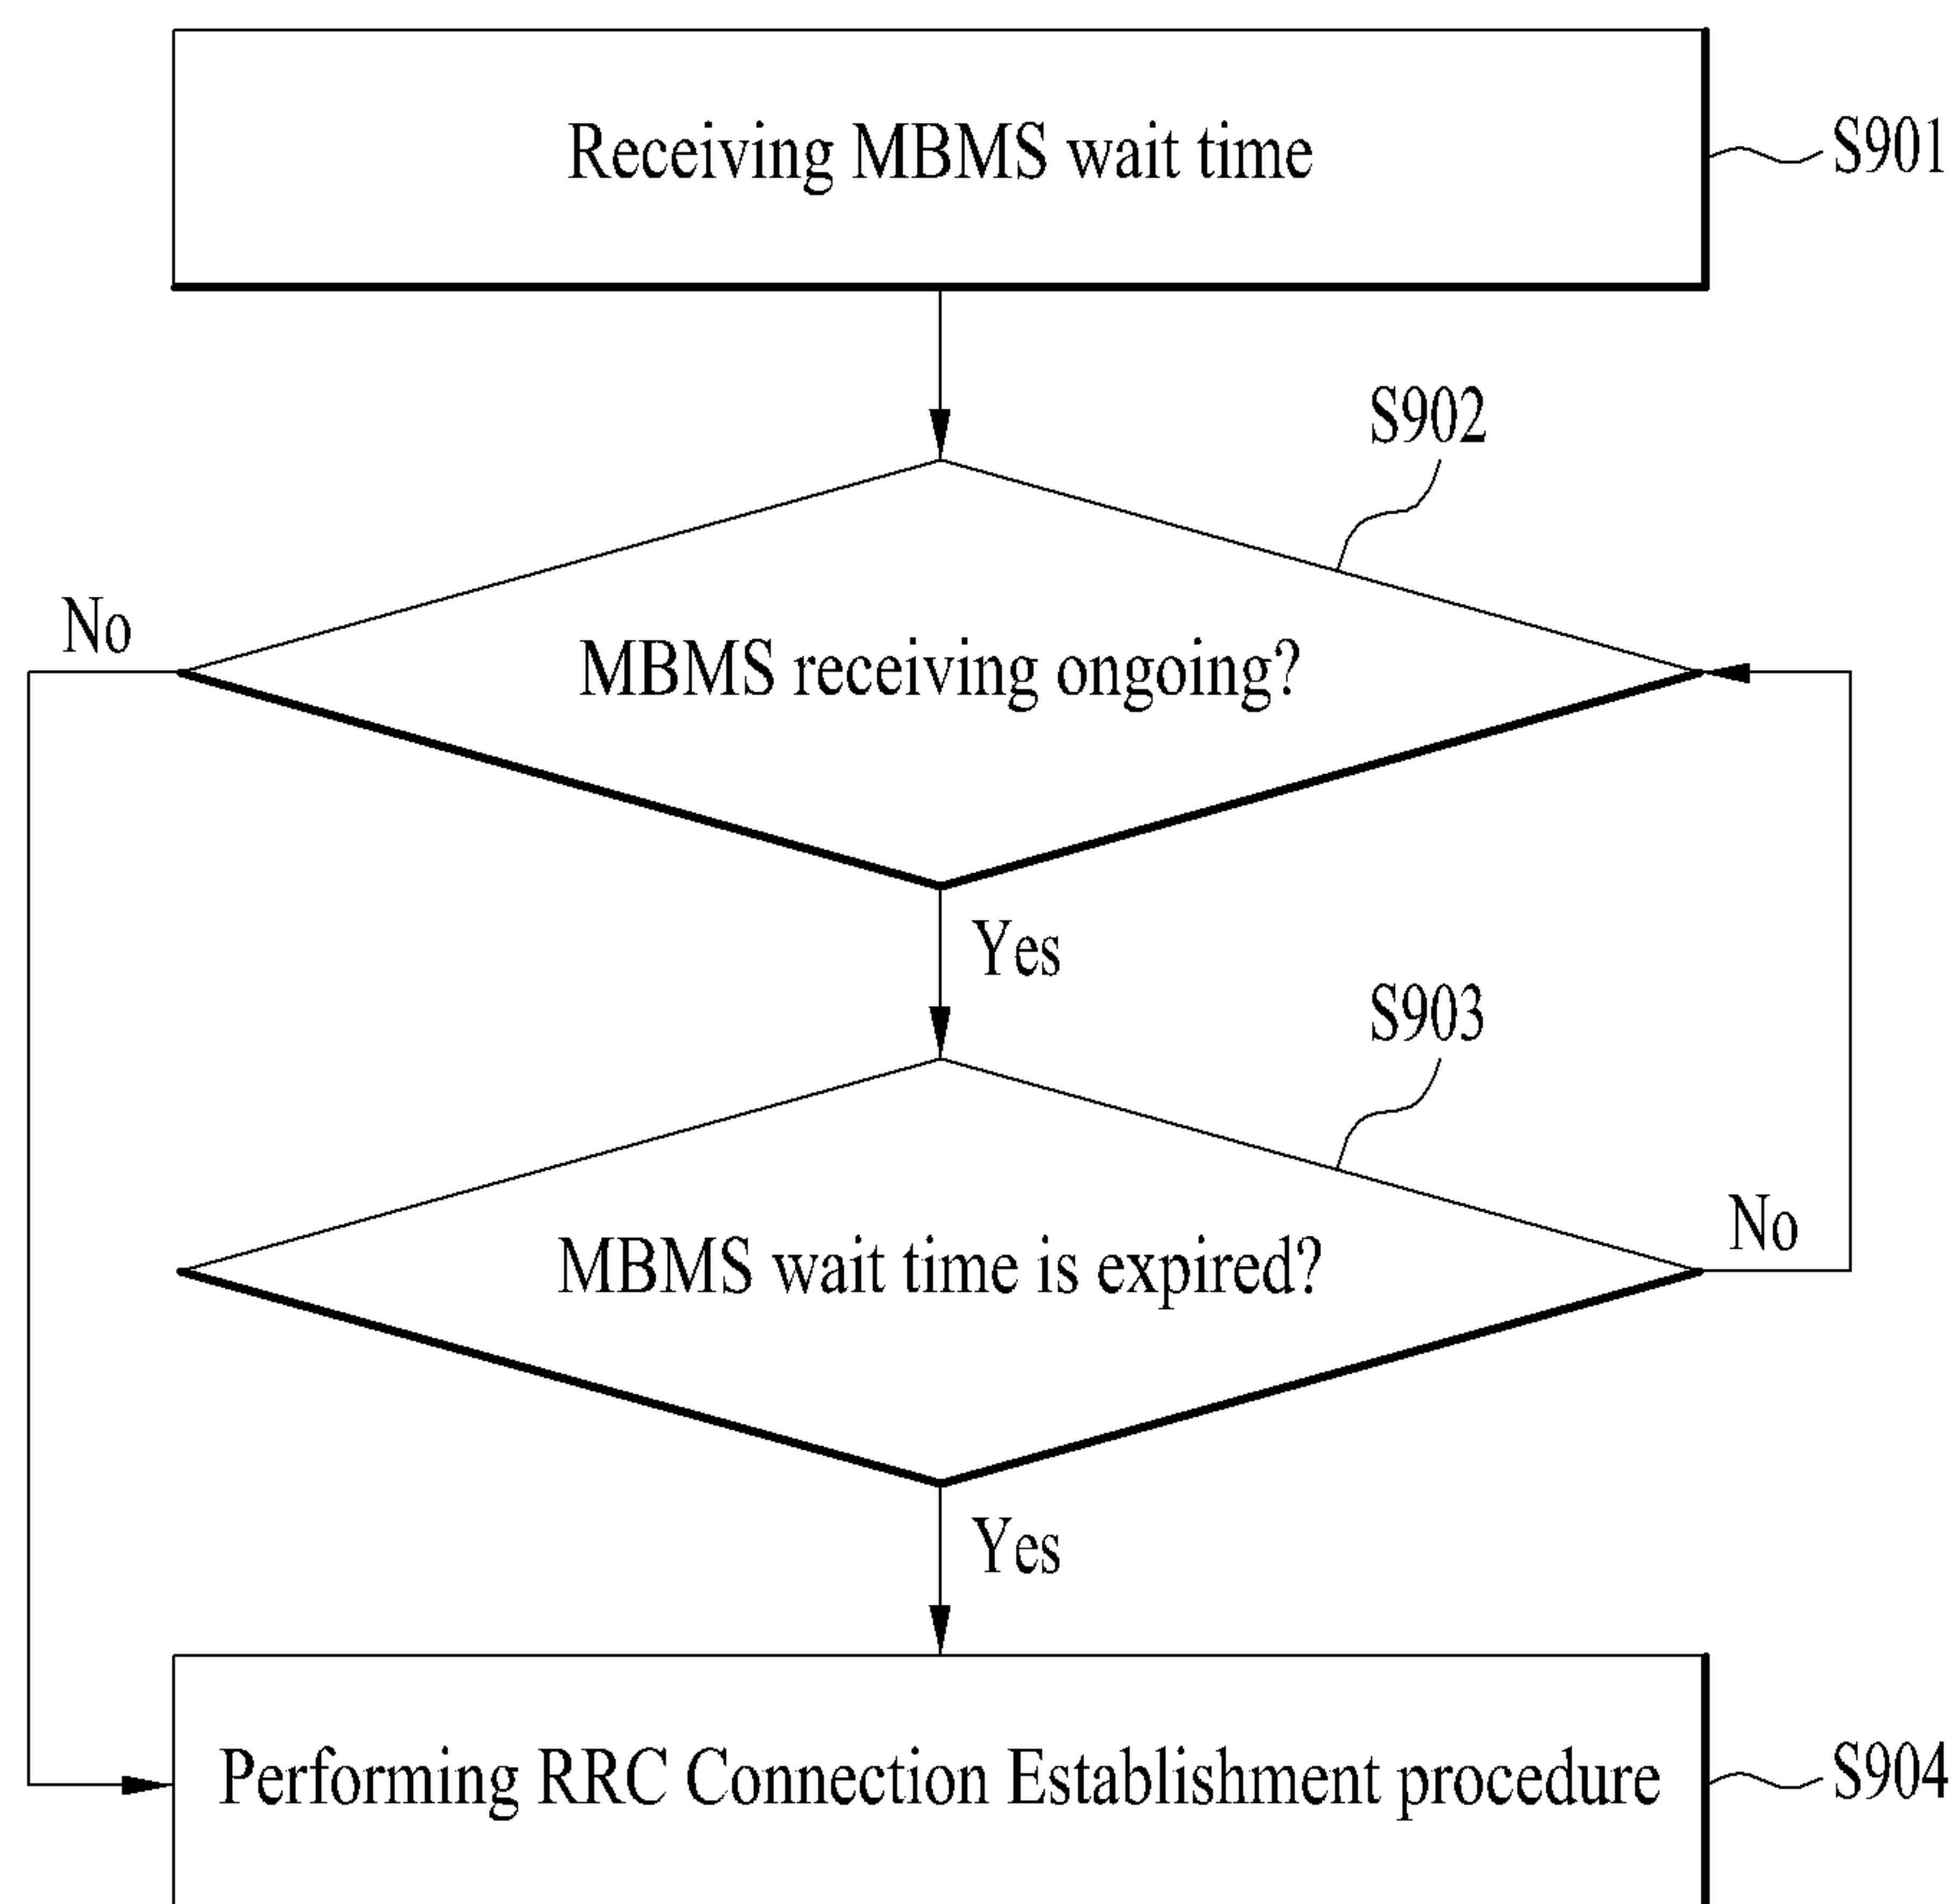 Receiving MBMS wait time
S901
S902
No
MBMS receiving ongoing?
Yes
S903
No
MBMS wait time is expired?
Yes
Performing RRC Connection Establishment procedure
S904